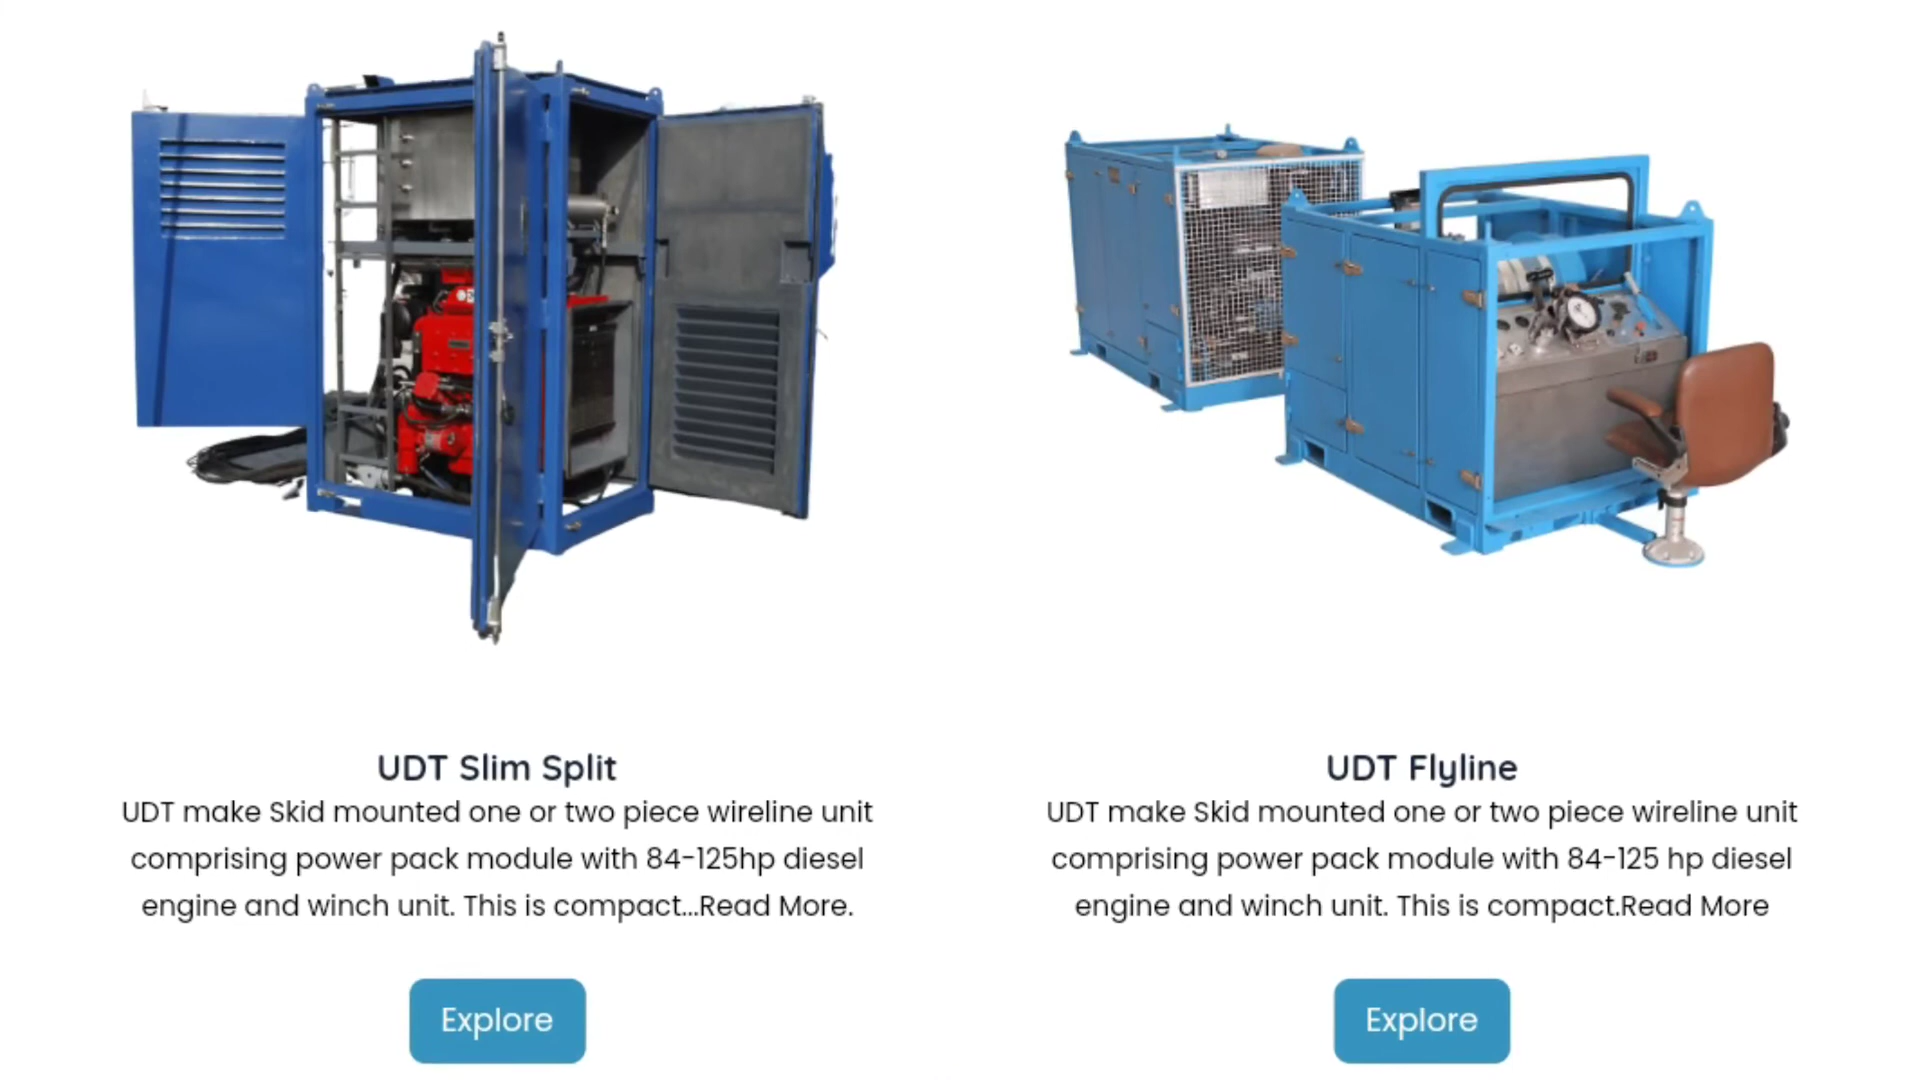 UDT Slim Split
UDT make Skid mounted one or two piece wireline unit
comprising power pack module with 84-125hp diesel
engine and winch unit. This is compact...Read More.
Explore
UDT Flyline
UDT make Skid mounted one or two piece wireline unit
comprising power pack module with 84-125 hp diesel
engine and winch unit. This is compact.Read More
Explore